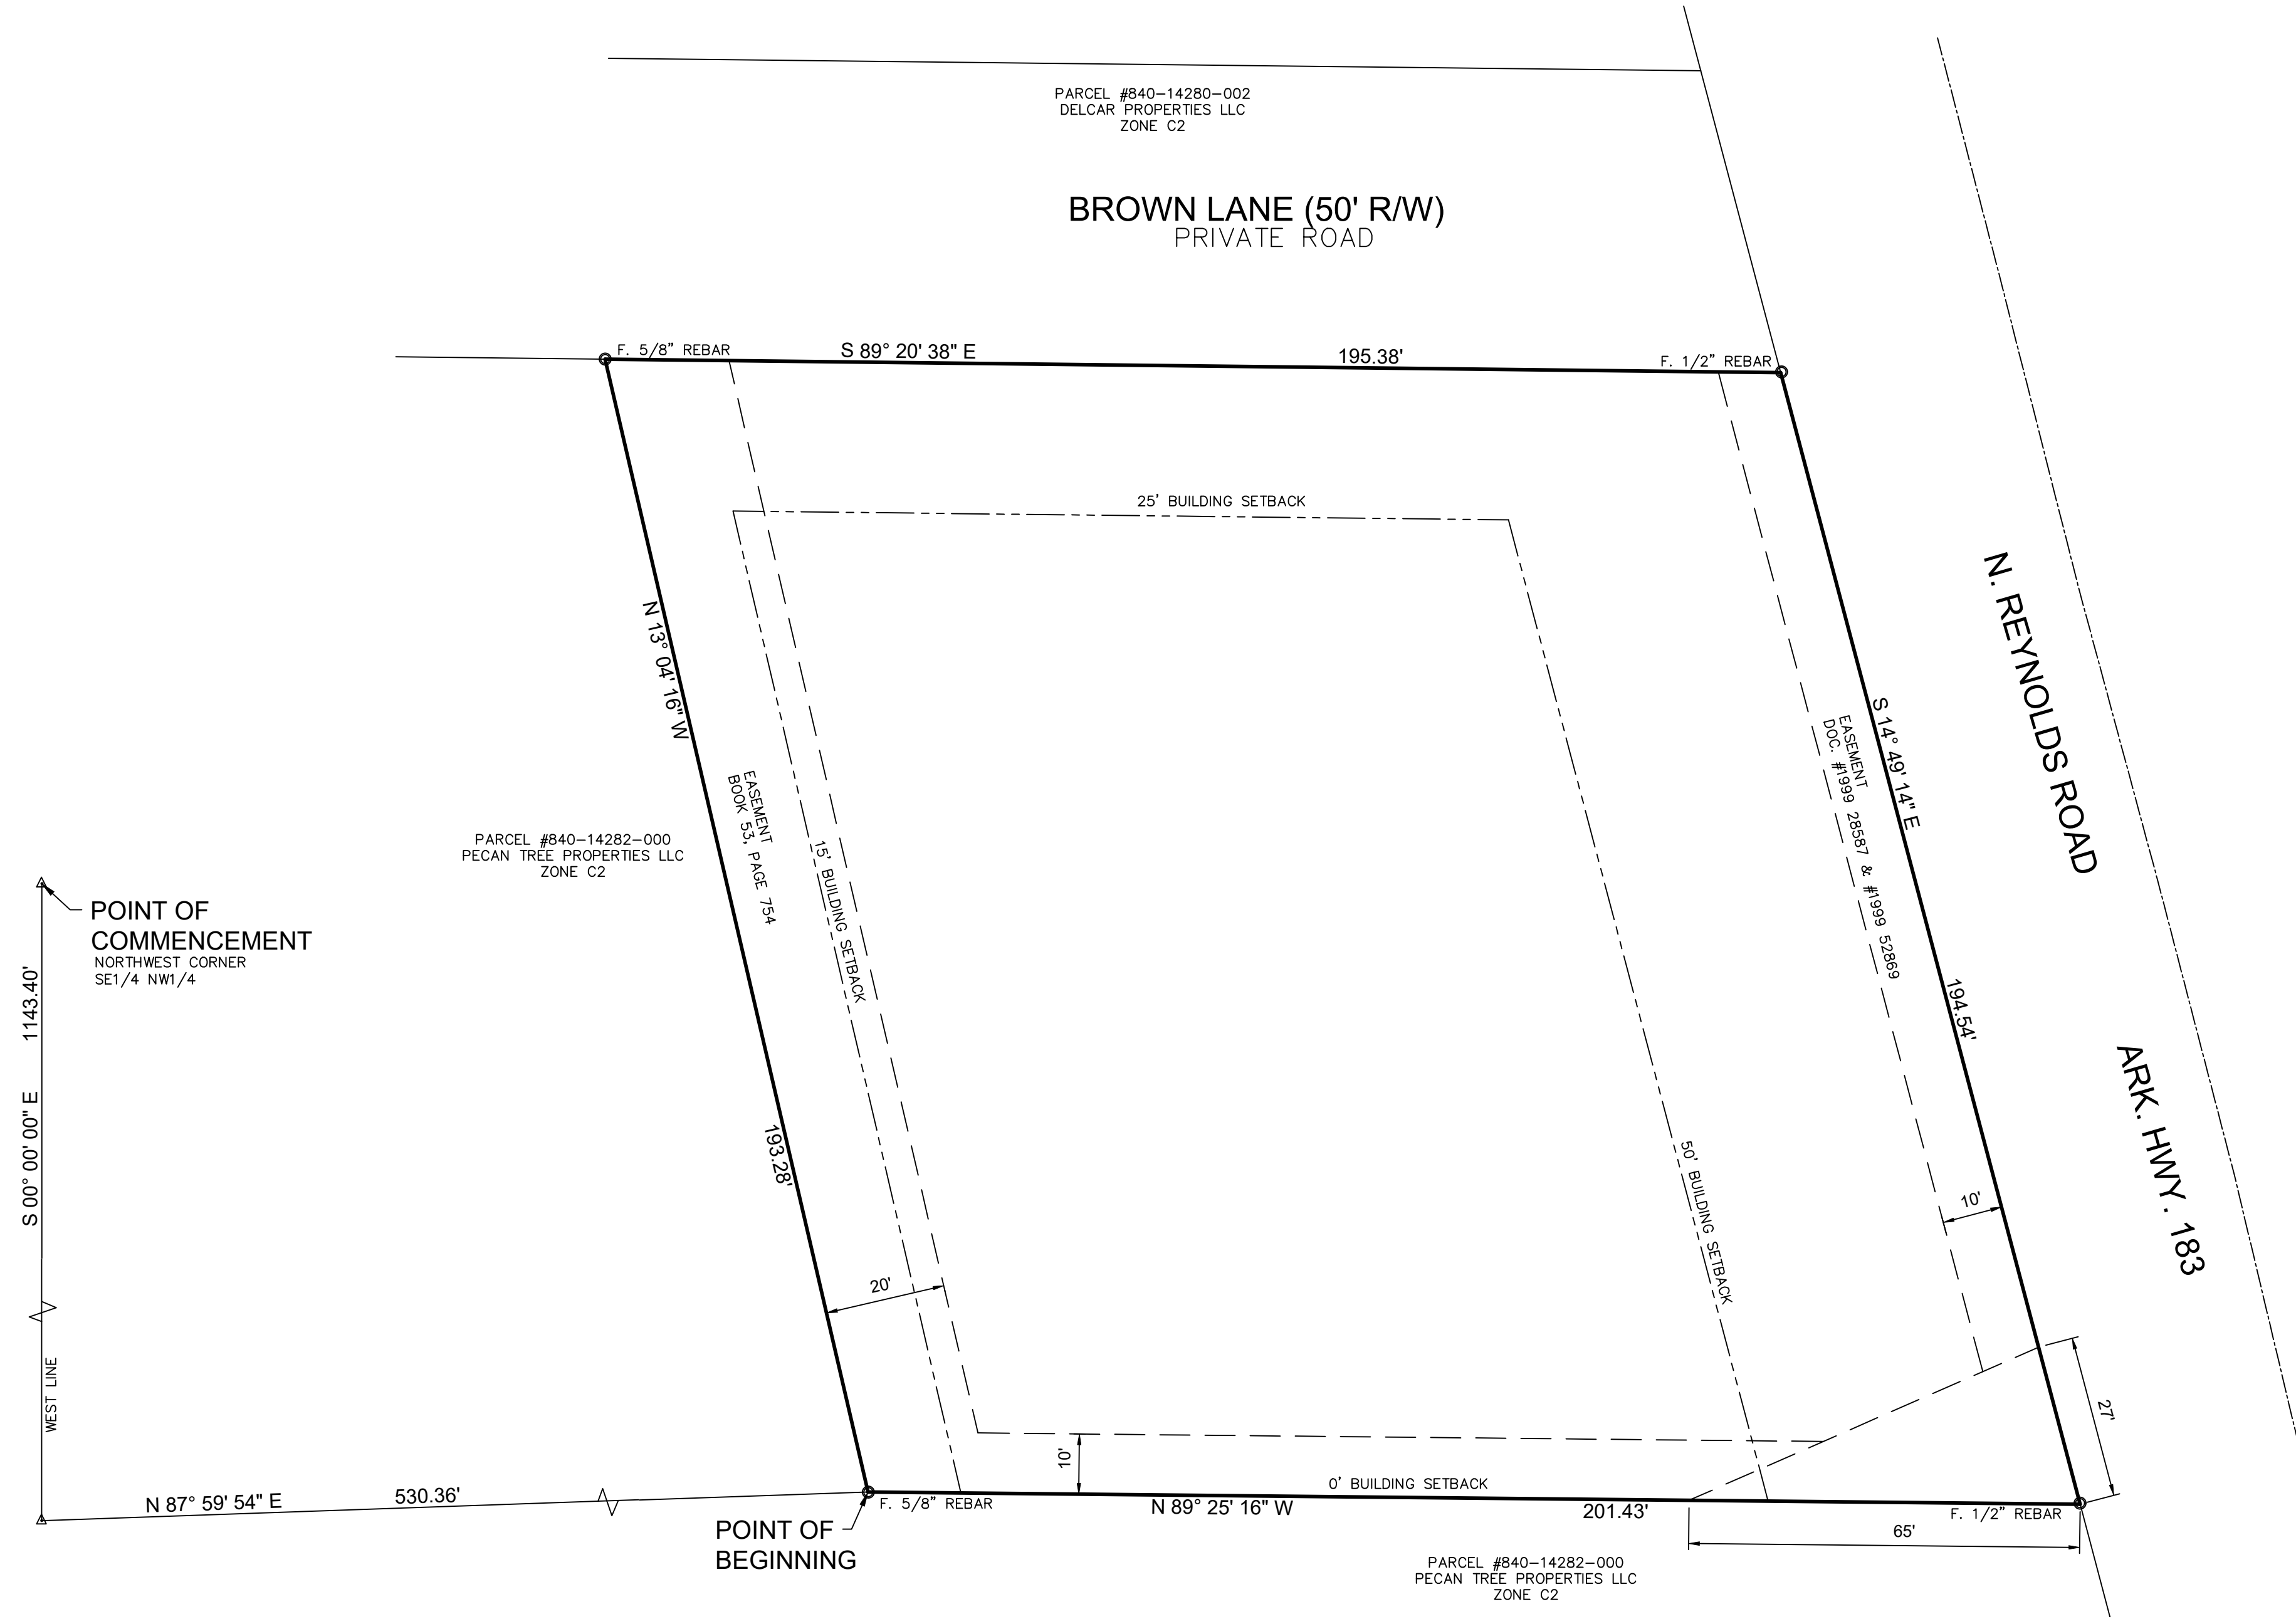 PARCEL #840-14280-002
DELCAR PROPERTIES LLC
ZONE C2
BROWN LANE (50' R/W)
PRIVATE ROAD
F. 5/8" REBAR
S 89° 20' 38" E
195.38'
F. 1/2" REBAR
25' BUILDING SETBACK
N. REYNOLDS ROAD
ARK. HWY. 183
N 13° 04' 16" W
193.28'
S 14° 49' 14" E
194.54'
EASEMENT
DOC. #1999 28587 & #1999 52869
EASEMENT
BOOK 53, PAGE 754
15' BUILDING SETBACK
PARCEL #840-14282-000
PECAN TREE PROPERTIES LLC
ZONE C2
POINT OF
COMMENCEMENT
NORTHWEST CORNER
SE1/4 NW1/4
S 00° 00' 00" E
1143.40'
WEST LINE
50' BUILDING SETBACK
10'
20'
27'
10'
0' BUILDING SETBACK
N 87° 59' 54" E
530.36'
F. 5/8" REBAR
N 89° 25' 16" W
201.43'
F. 1/2" REBAR
POINT OF
BEGINNING
65'
PARCEL #840-14282-000
PECAN TREE PROPERTIES LLC
ZONE C2